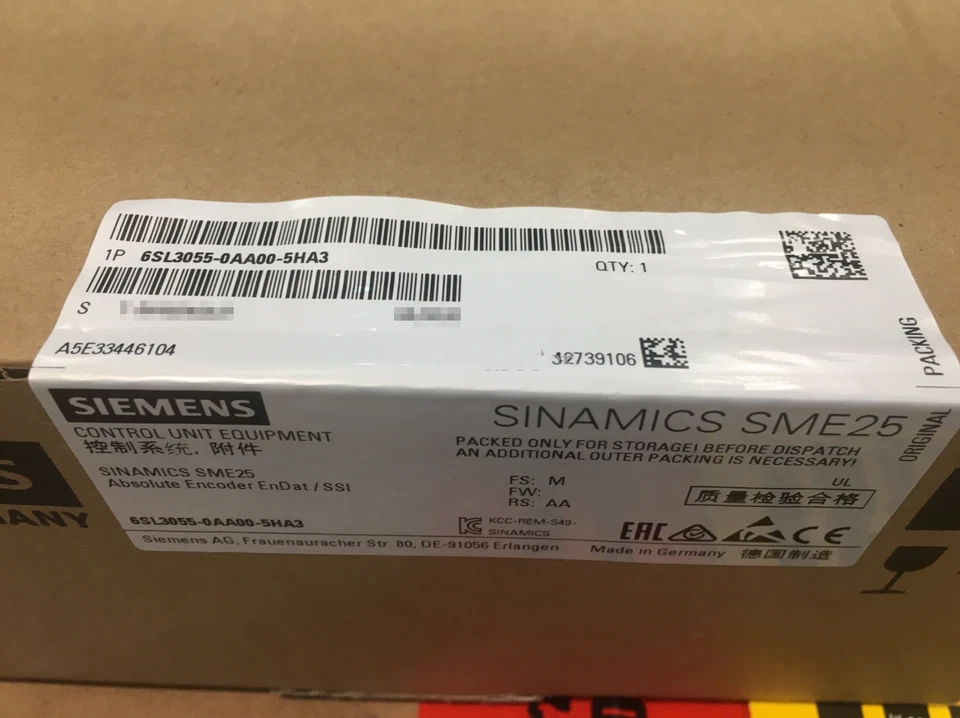 1P 6SL3055-0AA00-5HA3
QTY: 1
S
A5E33446104
PACKING
ORIGINAL
SIEMENS
SINAMICS SME25
CONTROL UNIT EQUIPMENT
控制系统, 附件
PACKED ONLY FOR STORAGE! BEFORE DISPATCH
AN ADDITIONAL OUTER PACKING IS NECESSARY!
SINAMICS SME25
Absolute Encoder EnDat / SSI
FS: M
FW:
RS: AA
UL
质量检验合格
6SL3055-0AA00-5HA3
KCC-REM-S49-
SINAMICS
EAC
CE
Siemens AG, Frauenauracher Str. 80, DE-91056 Erlangen
Made in Germany 德国制造
S